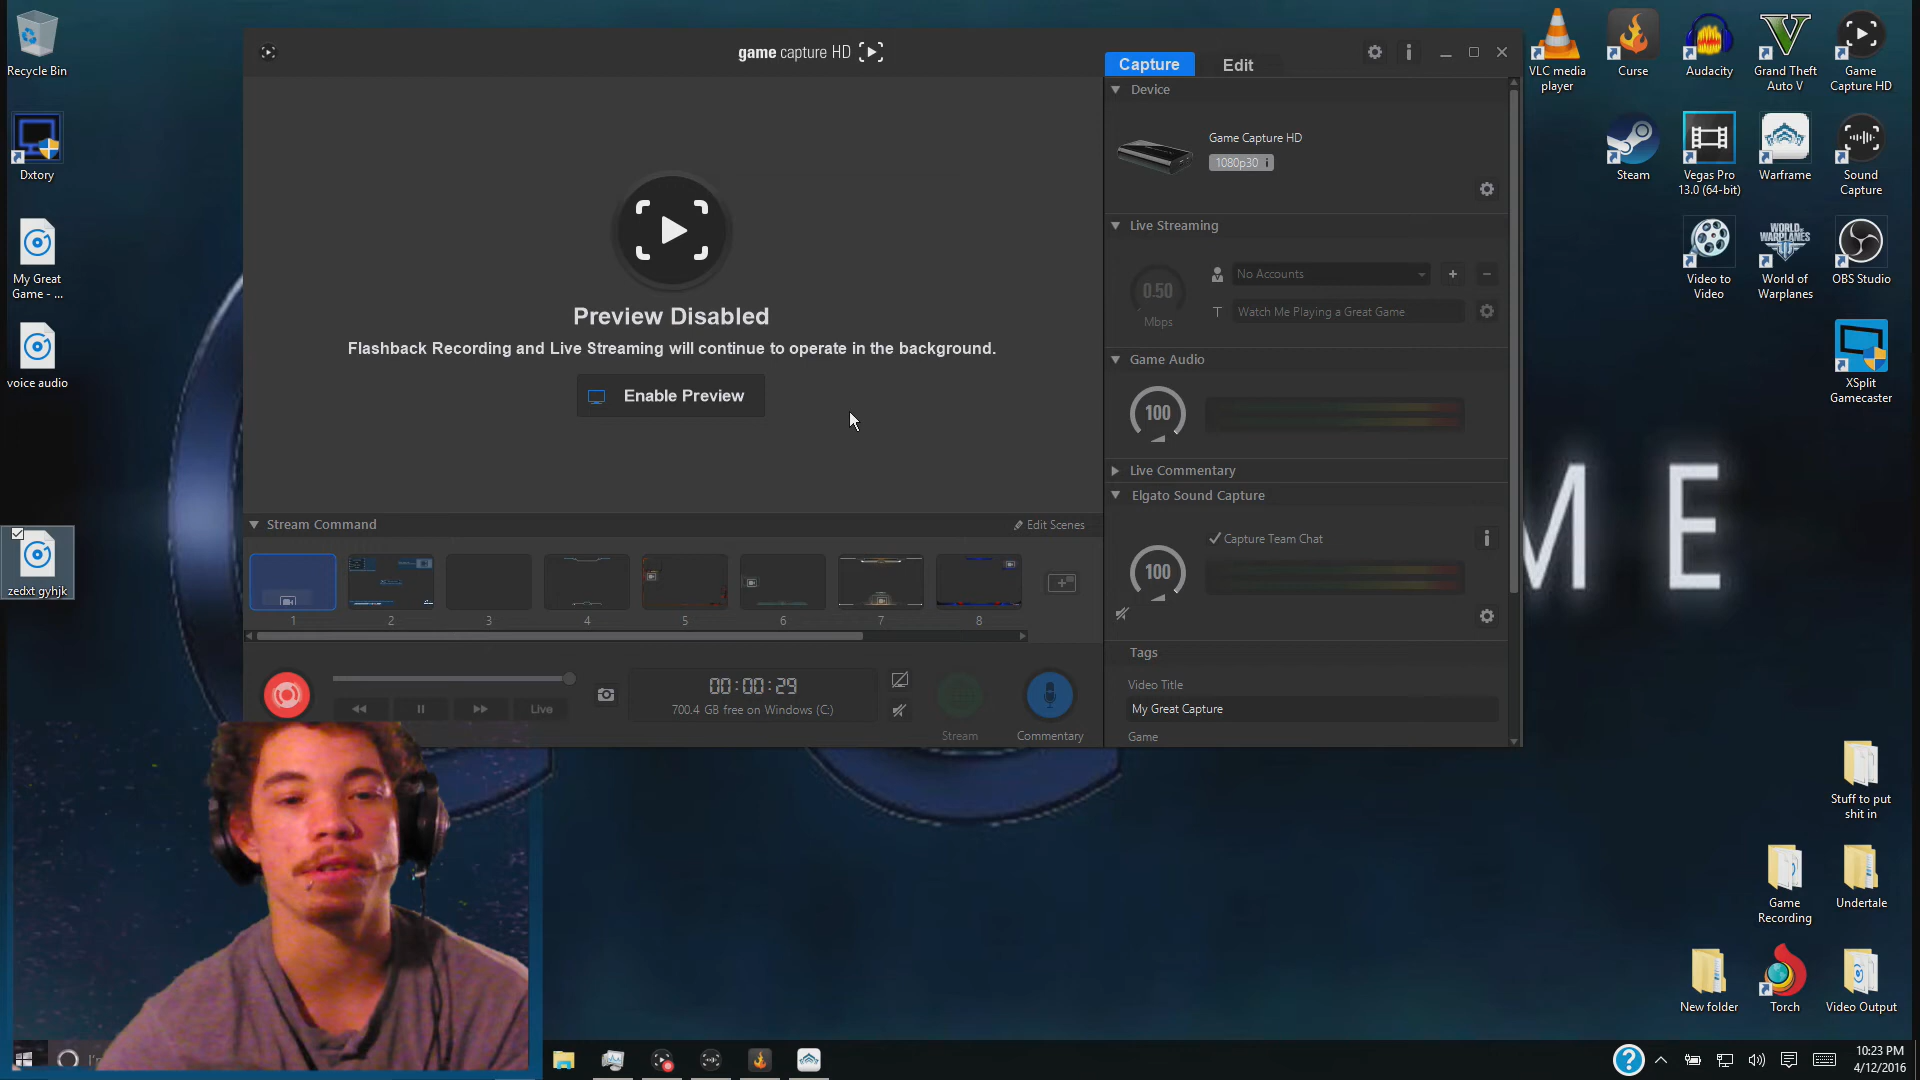 Recycle Bin
Dxtory
My Great
Game - ...
voice audio
zedxt gyhjk
game capture HD
Capture
Edit
Preview Disabled
Flashback Recording and Live Streaming will continue to operate in the background.
Enable Preview
Stream Command
Edit Scenes
1
2
3
4
5
6
7
8
Live
00:00:29
700.4 GB free on Windows (C:)
Stream
Commentary
Device
Game Capture HD
1080p30
Live Streaming
0.50
Mbps
No Accounts
T
Watch Me Playing a Great Game
Game Audio
100
Live Commentary
Elgato Sound Capture
Capture Team Chat
100
Tags
Video Title
My Great Capture
Game
VLC media
player
Curse
Audacity
Grand Theft
Auto V
Game
Capture HD
Steam
Vegas Pro
13.0 (64-bit)
Warframe
Sound
Capture
Video to
Video
WORLD OF
WARPLANES
World of
Warplanes
OBS Studio
XSplit
Gamecaster
M E
Stuff to put
shit in
Game
Recording
Undertale
New folder
Torch
Video Output
10:23 PM
4/12/2016